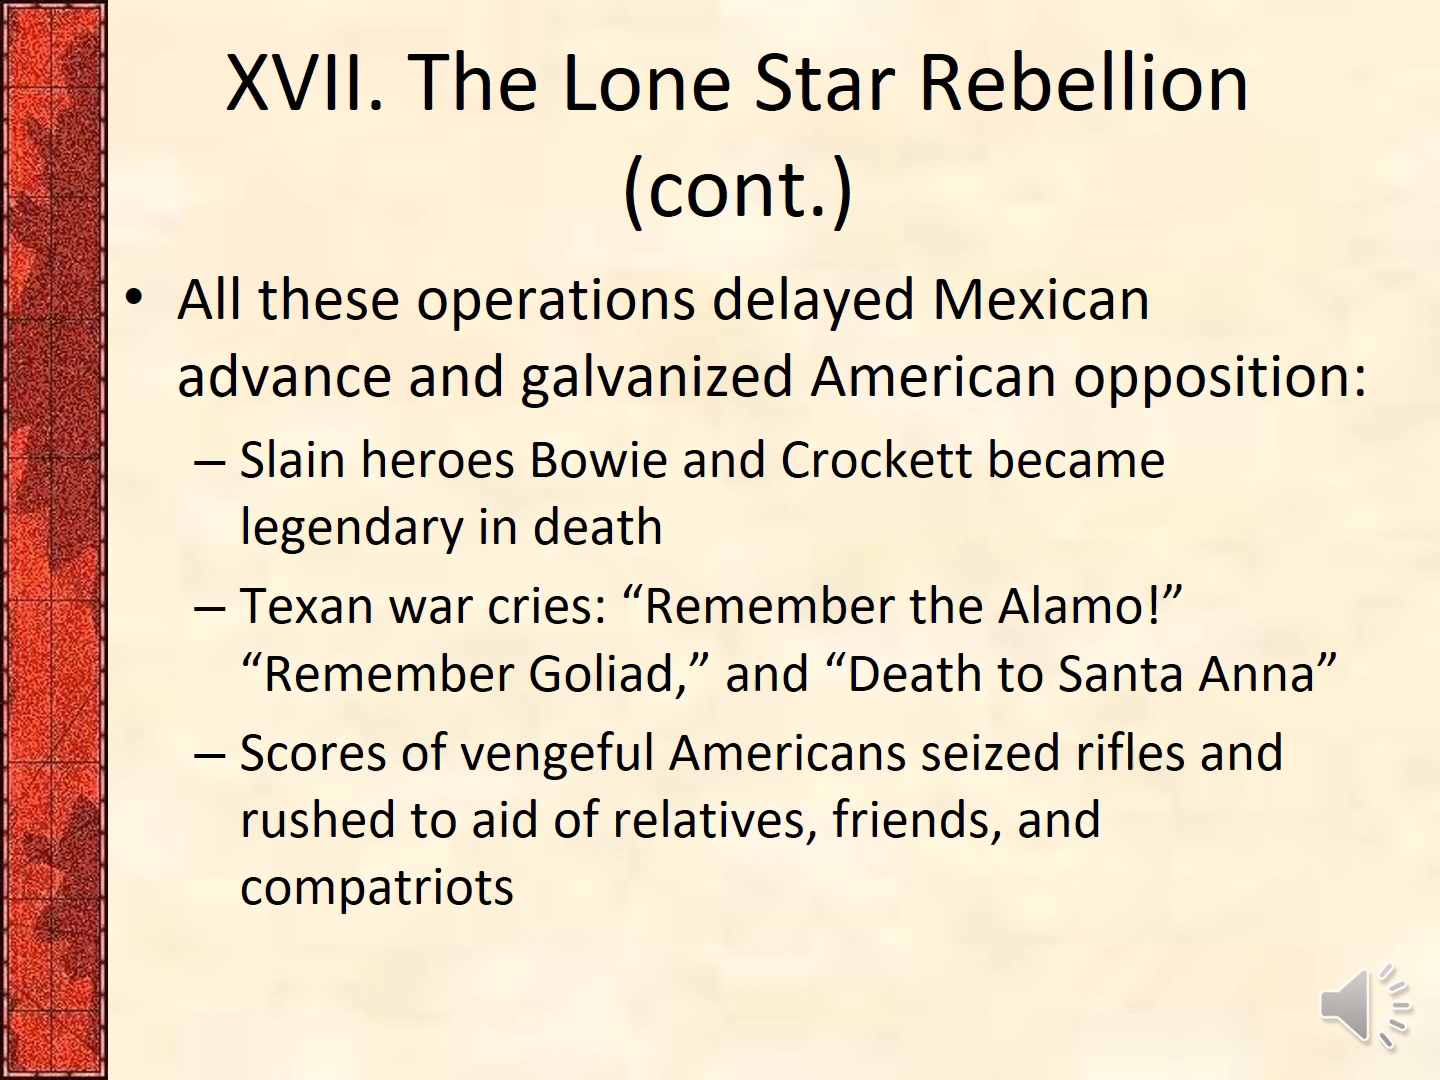 XVII. The Lone Star Rebellion
(cont.)
• All these operations delayed Mexican
advance and galvanized American opposition:
– Slain heroes Bowie and Crockett became
legendary in death
– Texan war cries: “Remember the Alamo!”
“Remember Goliad,” and “Death to Santa Anna”
– Scores of vengeful Americans seized rifles and
rushed to aid of relatives, friends, and
compatriots